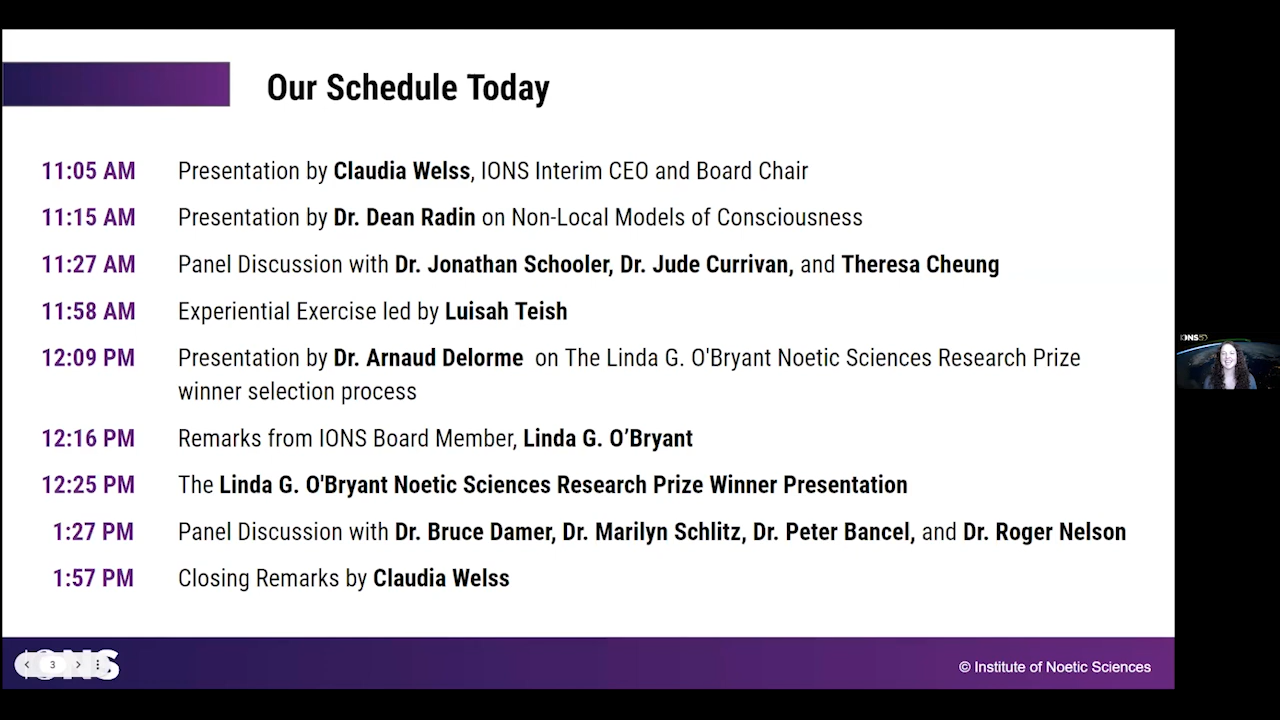 Our Schedule Today
11:05 AM Presentation by Claudia Welss, IONS Interim CEO and Board Chair
11:15 AM Presentation by Dr. Dean Radin on Non-Local Models of Consciousness
11:27 AM Panel Discussion with Dr. Jonathan Schooler, Dr. Jude Currivan, and Theresa Cheung
11:58 AM Experiential Exercise led by Luisah Teish
12:09 PM Presentation by Dr. Arnaud Delorme on The Linda G. O'Bryant Noetic Sciences Research Prize
winner selection process
12:16 PM Remarks from IONS Board Member, Linda G. O’Bryant
12:25 PM The Linda G. O'Bryant Noetic Sciences Research Prize Winner Presentation
1:27 PM Panel Discussion with Dr. Bruce Damer, Dr. Marilyn Schlitz, Dr. Peter Bancel, and Dr. Roger Nelson
1:57 PM Closing Remarks by Claudia Welss
IONS
3
© Institute of Noetic Sciences